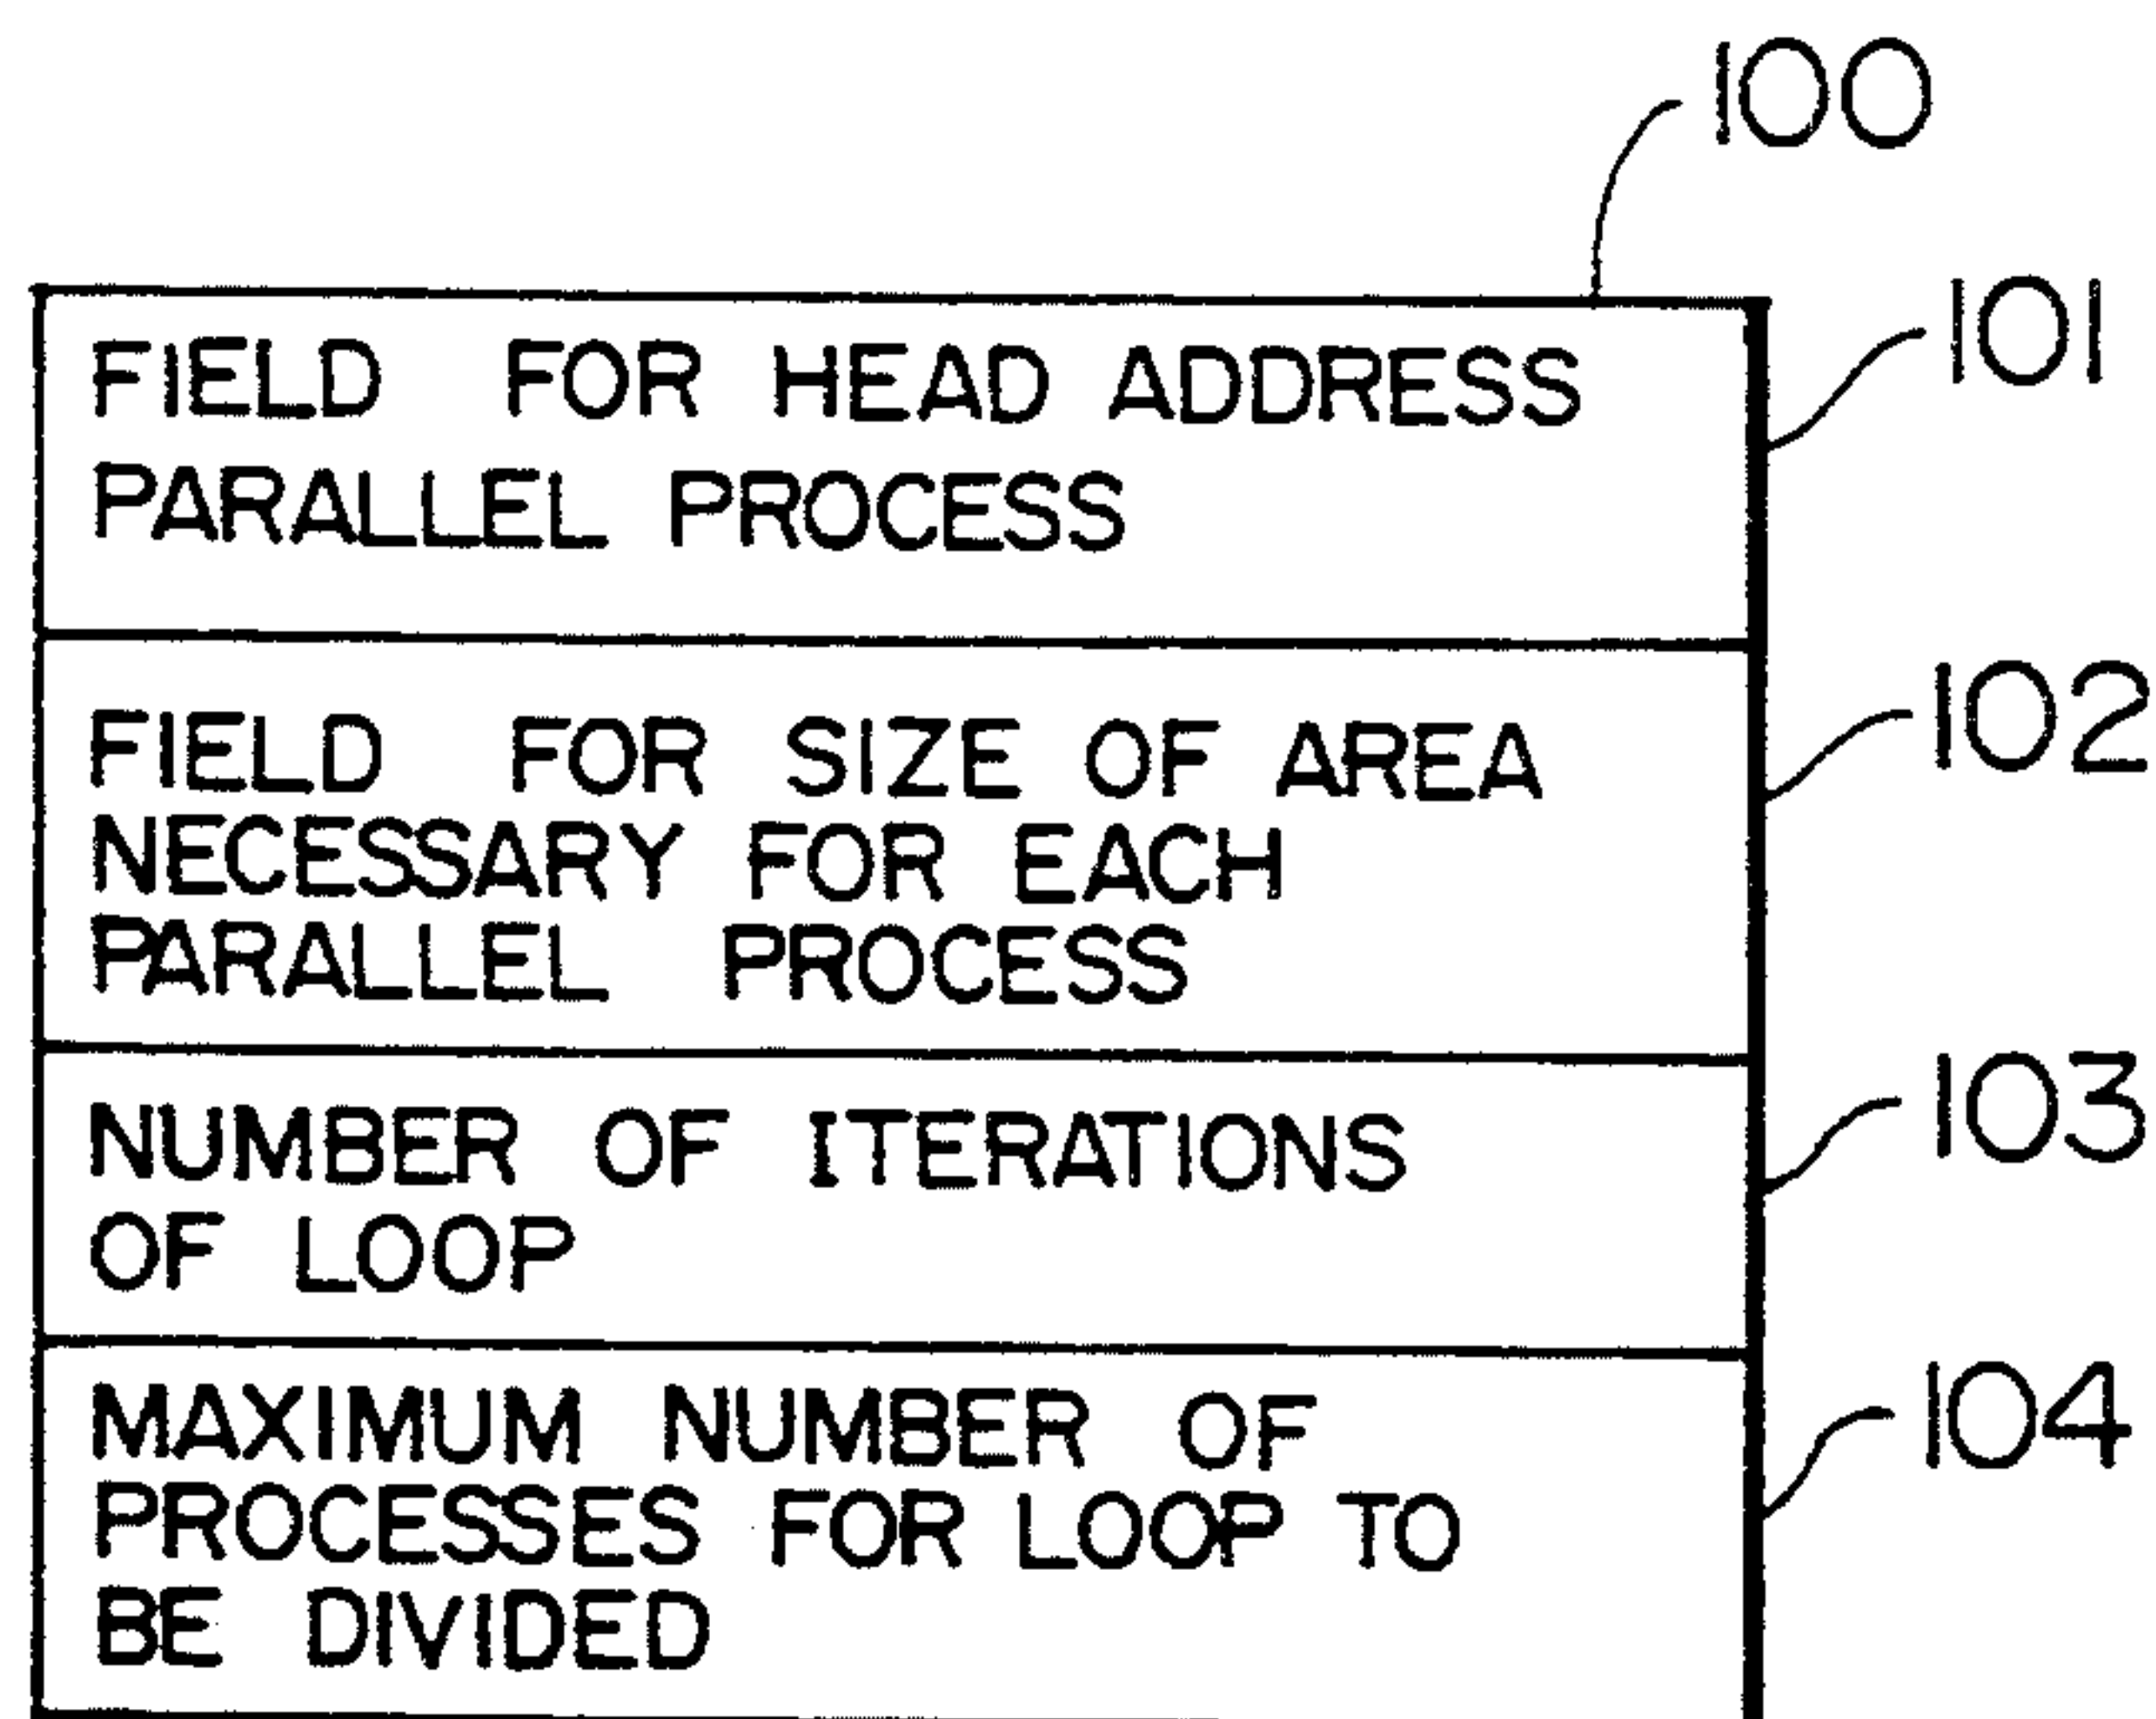 100
FIELD FOR HEAD ADDRESS
101
PARALLEL PROCESS
FIELD FOR SIZE OF AREA
102
NECESSARY FOR EACH
PARALLEL PROCESS
NUMBER OF ITERATIONS
103
OF LOOP
MAXIMUM NUMBER OF
104
PROCESSES FOR LOOP TO
BE DIVIDED